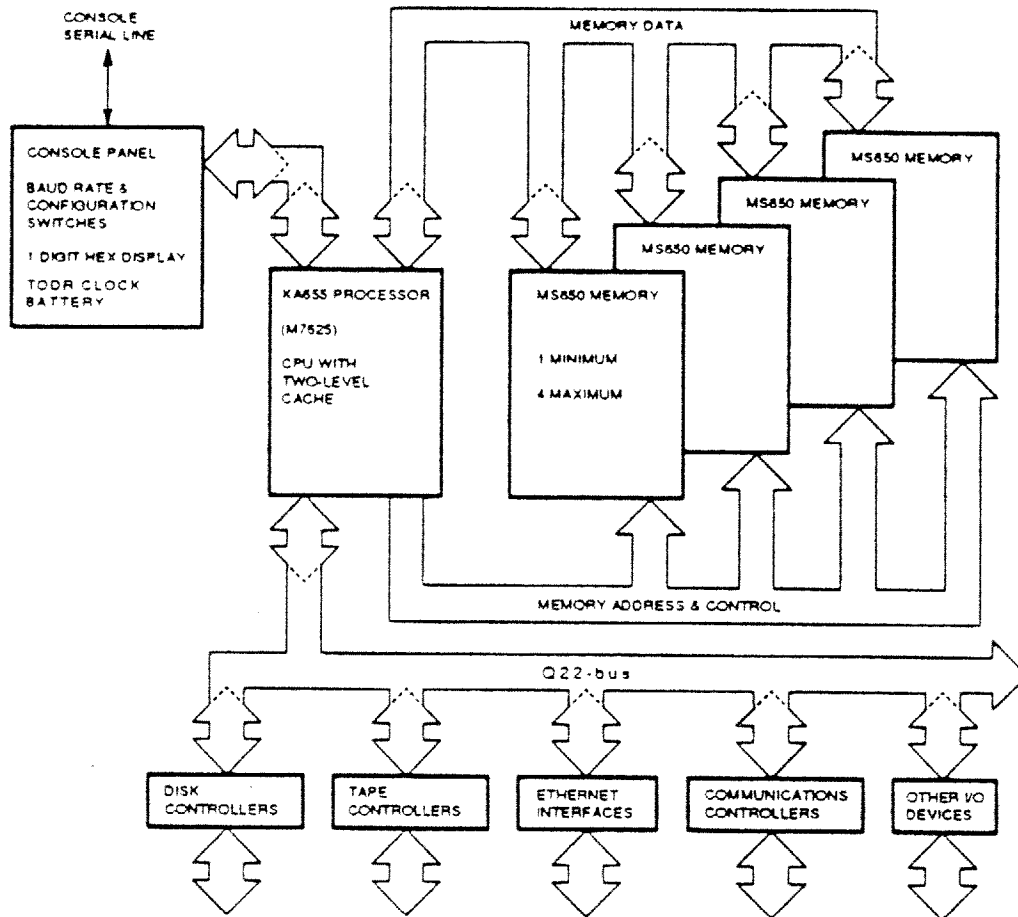 CONSOLE
SERIAL LINE
MEMORY DATA
CONSOLE PANEL
BAUD RATE &
CONFIGURATION
SWITCHES
1 DIGIT HEX DISPLAY
TODR CLOCK
BATTERY
KA655 PROCESSOR
(M7625)
CPU WITH
TWO-LEVEL
CACHE
MS650 MEMORY
1 MINIMUM
4 MAXIMUM
MS650 MEMORY
MS650 MEMORY
MS650 MEMORY
MEMORY ADDRESS & CONTROL
Q22-bus
DISK
CONTROLLERS
TAPE
CONTROLLERS
ETHERNET
INTERFACES
COMMUNICATIONS
CONTROLLERS
OTHER I/O
DEVICES